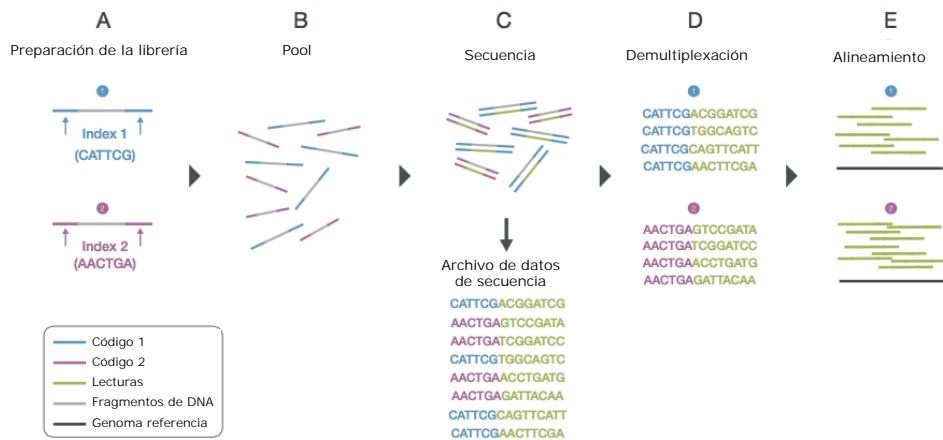 A
B
C
D
E
Preparación de la librería
Pool
Secuencia
Demultiplexación
Alineamiento
1
Index 1
(CATTCG)
2
Index 2
(AACTGA)
Archivo de datos
de secuencia
CATTCGACGGATCG
AACTGAGTCCGATA
AACTGATCGGATCC
CATTCGTGGCAGTC
AACTGAACCTGATG
AACTGAGATTACAA
CATTCGCAGTTCATT
CATTCGAACTTCGA
1
CATTCGACGGATCG
CATTCGTGGCAGTC
CATTCGCAGTTCATT
CATTCGAACTTCGA
2
AACTGAGTCCGATA
AACTGATCGGATCC
AACTGAACCTGATG
AACTGAGATTACAA
1
2
Código 1
Código 2
Lecturas
Fragmentos de DNA
Genoma referencia